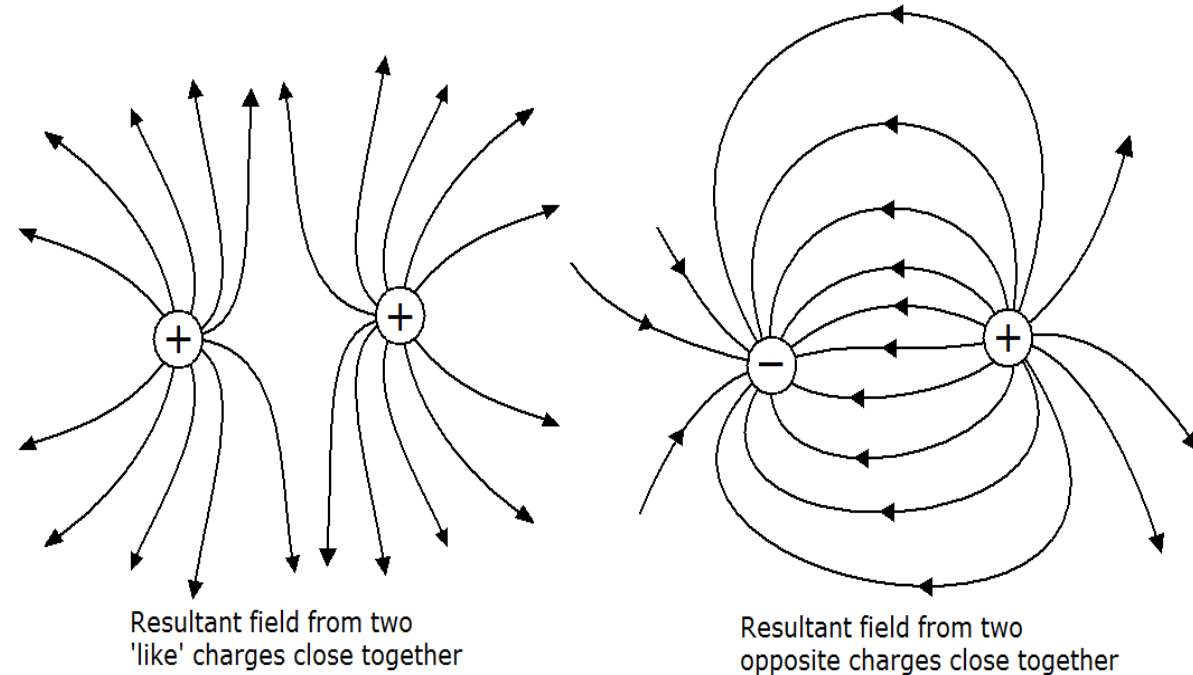 +
+
-
+
Resultant field from two
'like' charges close together
Resultant field from two
opposite charges close together